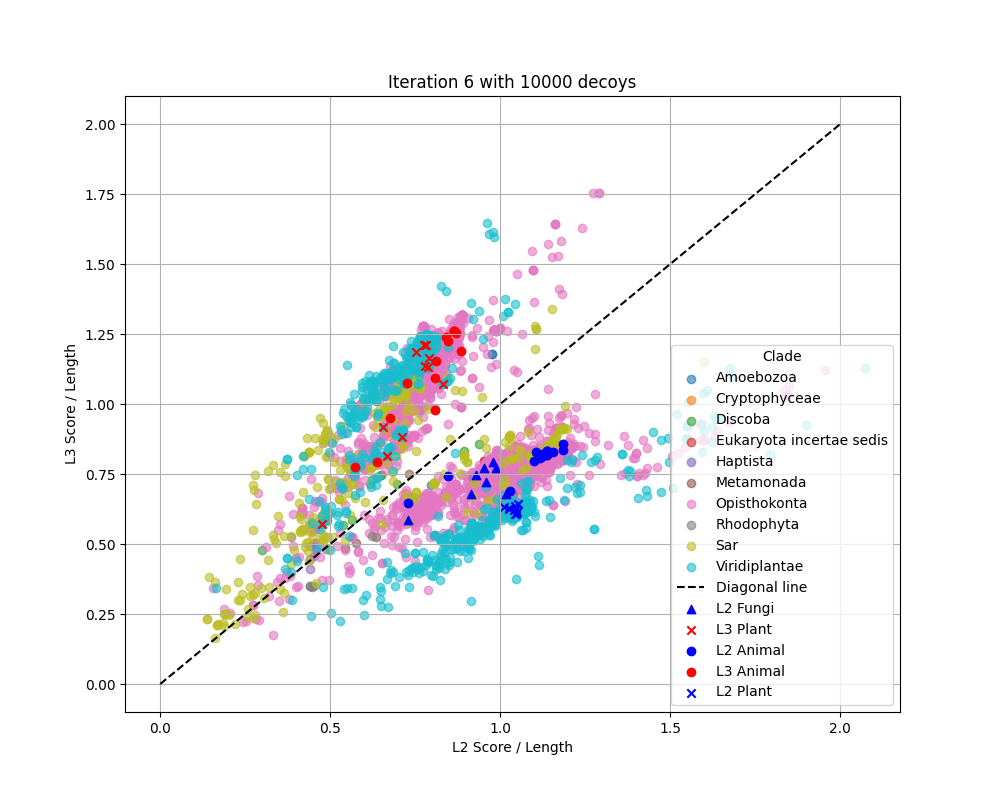 Iteration 6 with 10000 decoys
L3 Score / Length
2.00
1.75
1.50
1.25
1.00
0.75
0.50
0.25
0.00
0.0
0.5
1.0
1.5
2.0
L2 Score / Length
Clade
Amoebozoa
Cryptophyceae
Discoba
Eukaryota incertae sedis
Haptista
Metamonada
Opisthokonta
Rhodophyta
Sar
Viridiplantae
Diagonal line
L2 Fungi
L3 Plant
L2 Animal
L3 Animal
L2 Plant